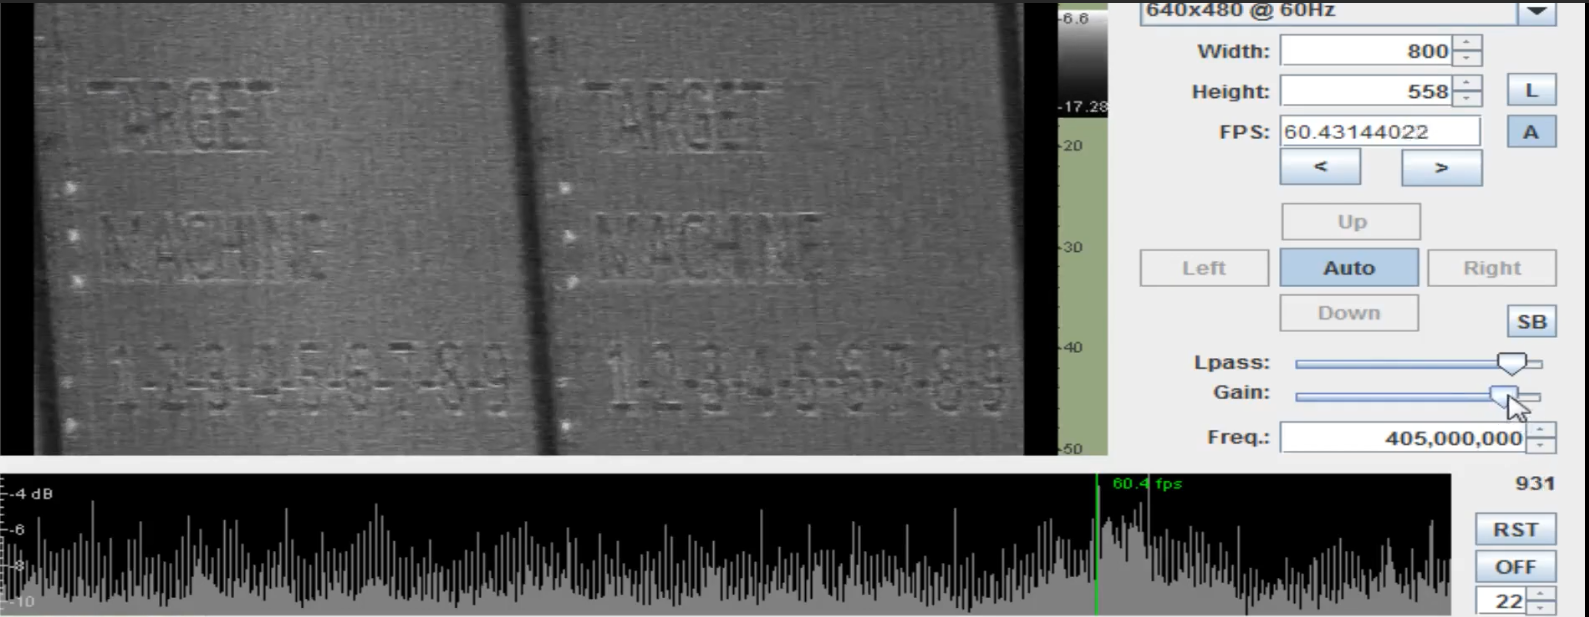 640x480 @ 60Hz
Width: 800
Height: 558 L
FPS: 60.43144022 A
< >
Up
Left Auto Right
Down
SB
Lpass:
Gain:
Freq.: 405,000,000
-6.6
-17.28
-20
-30
-40
-50
TARGET TARGET
MACHINE MACHINE
123456789 123456789
-4 dB
-6
-8
-10
60.4 fps
931
RST
OFF
22